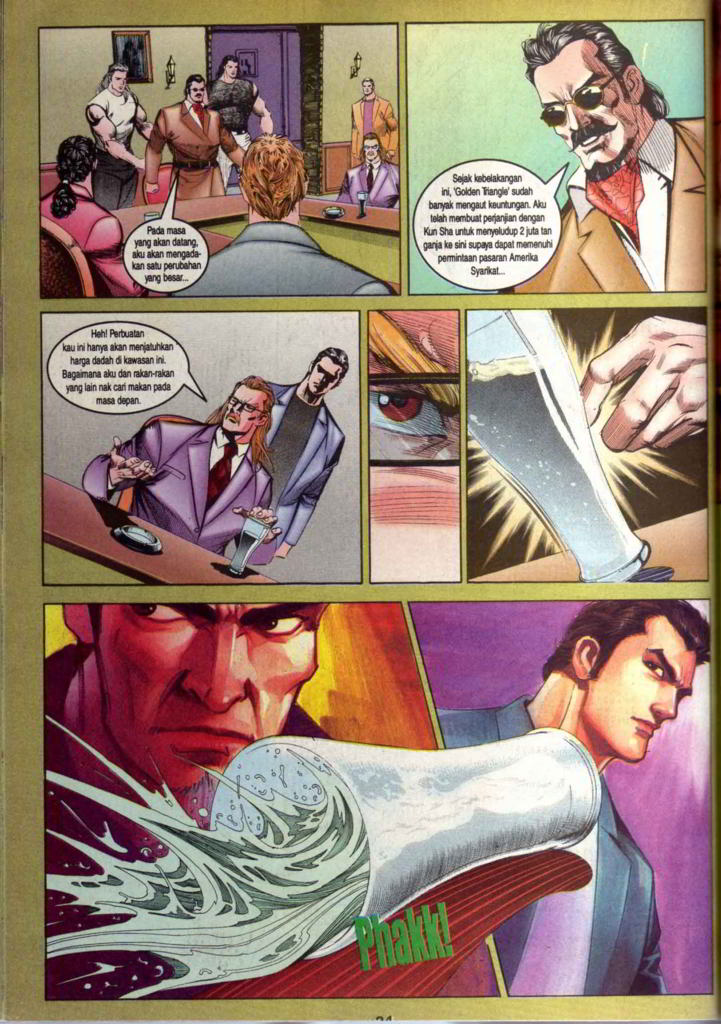 Pada masa
yang akan datang,
aku akan mengada-
kan satu perubahan
yang besar...
Sejak kebelakangan
ini, 'Golden Triangle' sudah
banyak mengaut keuntungan. Aku
telah membuat perjanjian dengan
Kun Sha untuk menyeludup 2 juta tan
ganja ke sini supaya dapat memenuhi
permintaan pasaran Amerika
Syarikat...
Heh! Perbuatan
kau ini hanya akan menjatuhkan
harga dadah di kawasan ini.
Bagaimana aku dan rakan-rakan
yang lain nak cari makan pada
masa depan.
Phakk!
24